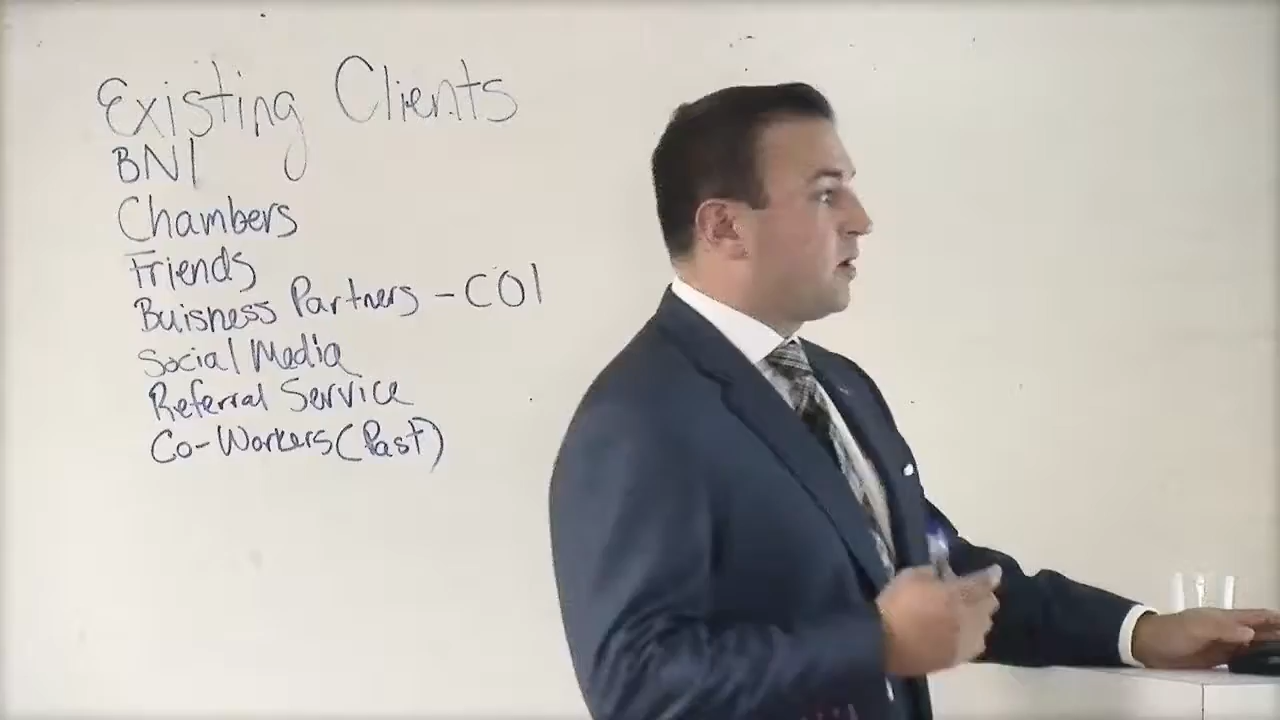 Existing Clients
BNI
Chambers
Friends
Buisness Partners - COI
Social Media
Referral Service
Co-Workers (Past)